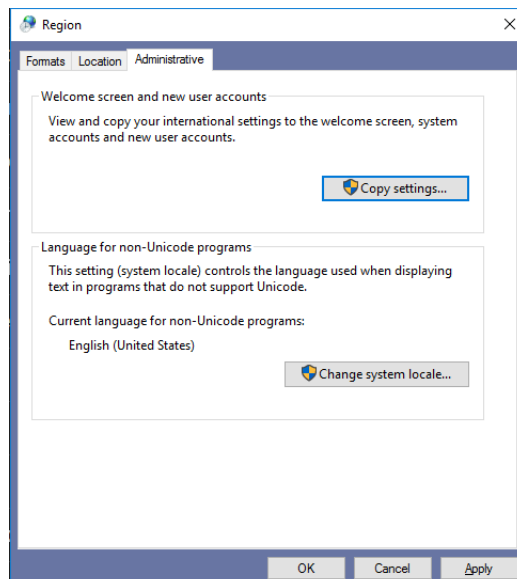 Region
Formats Location Administrative
Welcome screen and new user accounts
View and copy your international settings to the welcome screen, system
accounts and new user accounts.
Copy settings...
Language for non-Unicode programs
This setting (system locale) controls the language used when displaying
text in programs that do not support Unicode.
Current language for non-Unicode programs:
English (United States)
Change system locale...
OK Cancel Apply